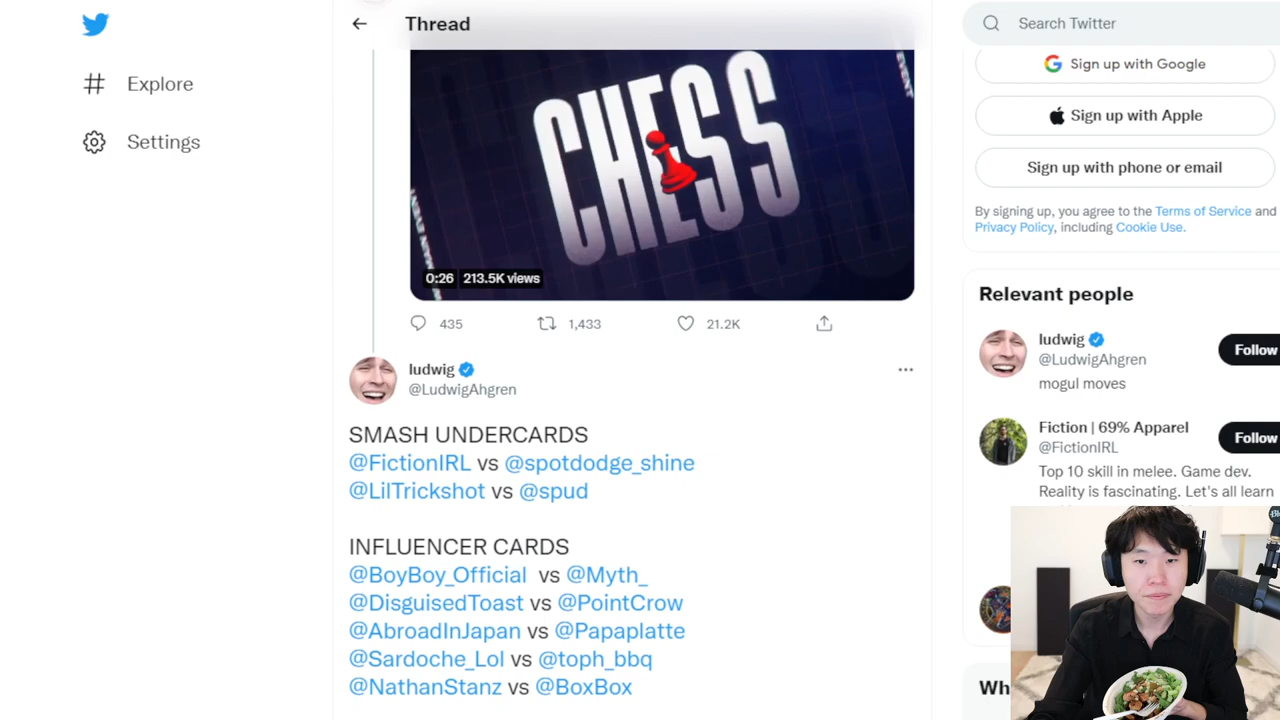 Thread
Search Twitter
Explore
Settings
CHESS
EVENT
0:26 213.5K views
435 1,433 21.2K
ludwig
@LudwigAhgren
SMASH UNDERCARDS
@FictionIRL vs @spotdodge_shine
@LilTrickshot vs @spud
INFLUENCER CARDS
@BoyBoy_Official vs @Myth_
@DisguisedToast vs @PointCrow
@AbroadInJapan vs @Papaplatte
@Sardoche_Lol vs @toph_bbq
@NathanStanz vs @BoxBox
Sign up with Google
Sign up with Apple
Sign up with phone or email
By signing up, you agree to the Terms of Service and
Privacy Policy, including Cookie Use.
Relevant people
ludwig
@LudwigAhgren
Follow
mogul moves
Fiction | 69% Apparel
@FictionIRL
Follow
Top 10 skill in melee. Game dev.
Reality is fascinating. Let's all learn
Wh